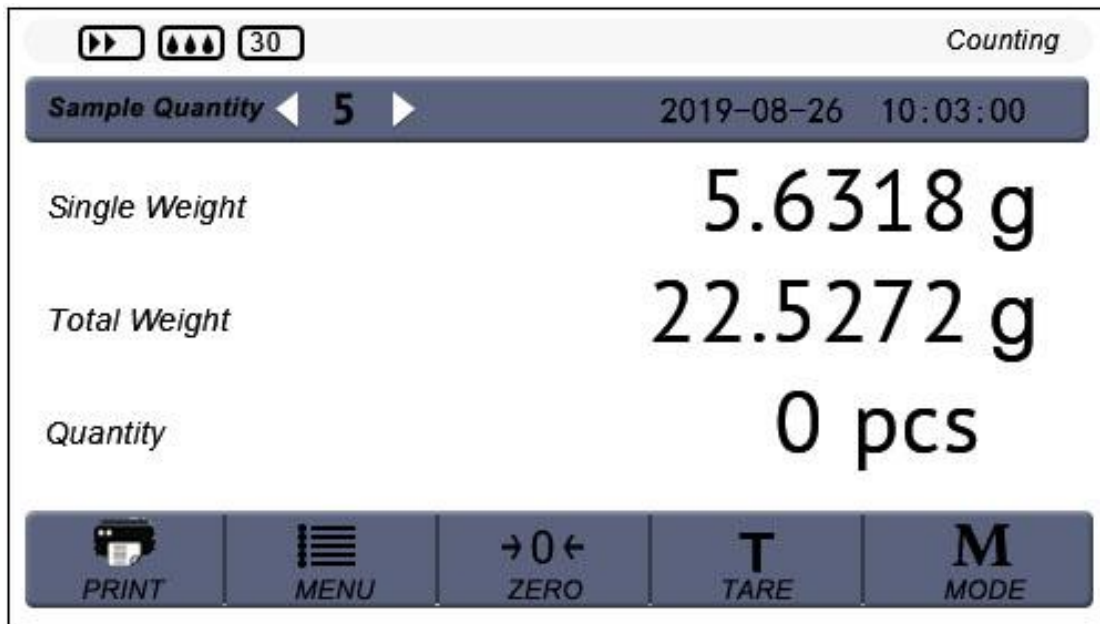 30 Counting
Sample Quantity 5 2019-08-26 10:03:00
Single Weight 5.6318 g
Total Weight 22.5272 g
Quantity 0 pcs
→0← T M
PRINT MENU ZERO TARE MODE